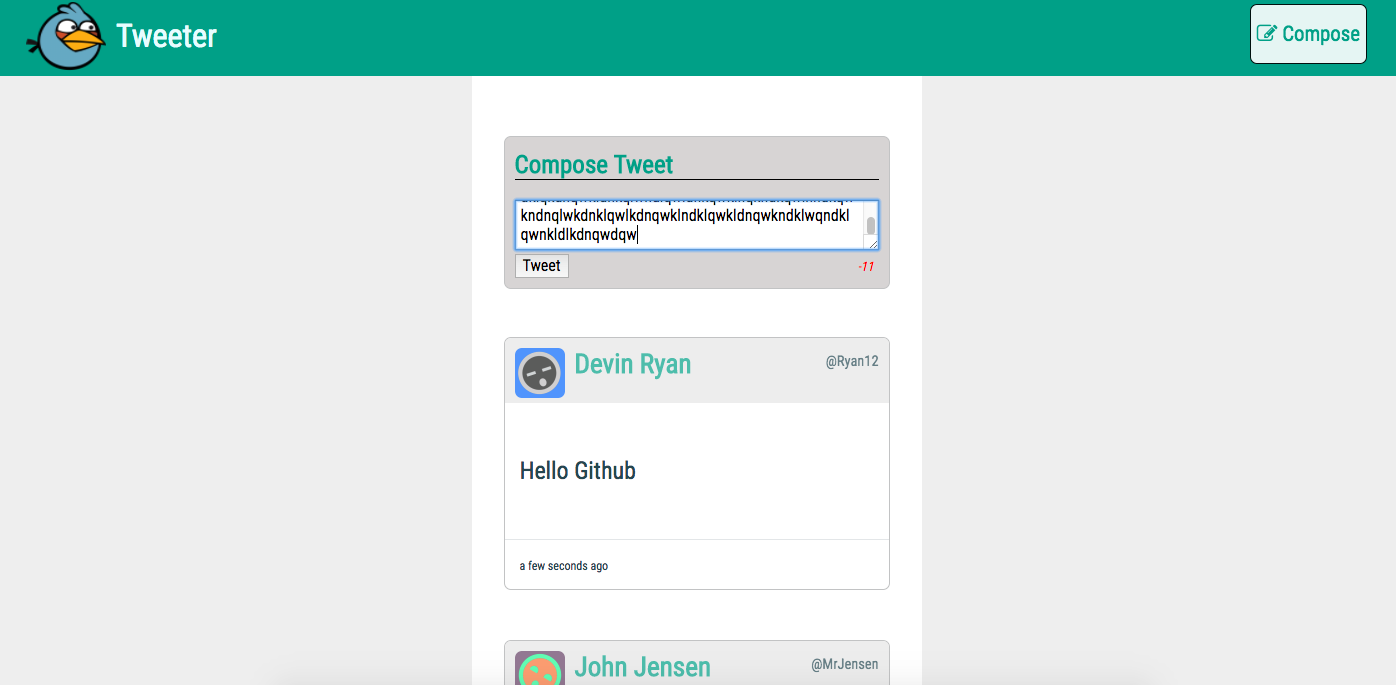 Tweeter
Compose
Compose Tweet
kndnqlwkdnklqwlkdnqwklndklqwkldnqwkndklwqndkl
qwnkldlkdnqwdqw
Tweet
-11
Devin Ryan
@Ryan12
Hello Github
a few seconds ago
John Jensen
@MrJensen